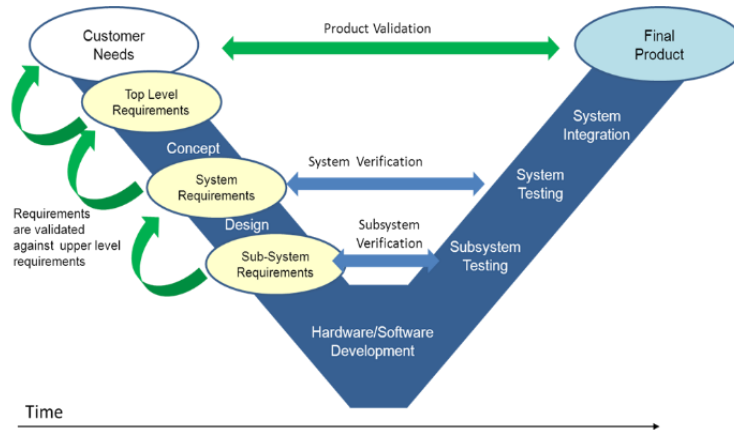 Customer
Needs
Product Validation
Final
Product
Top Level
Requirements
System
Integration
Concept
System Verification
System
Requirements
System
Testing
Requirements
are validated
against upper level
requirements
Design
Subsystem
Verification
Sub-System
Requirements
Subsystem
Testing
Hardware/Software
Development
Time